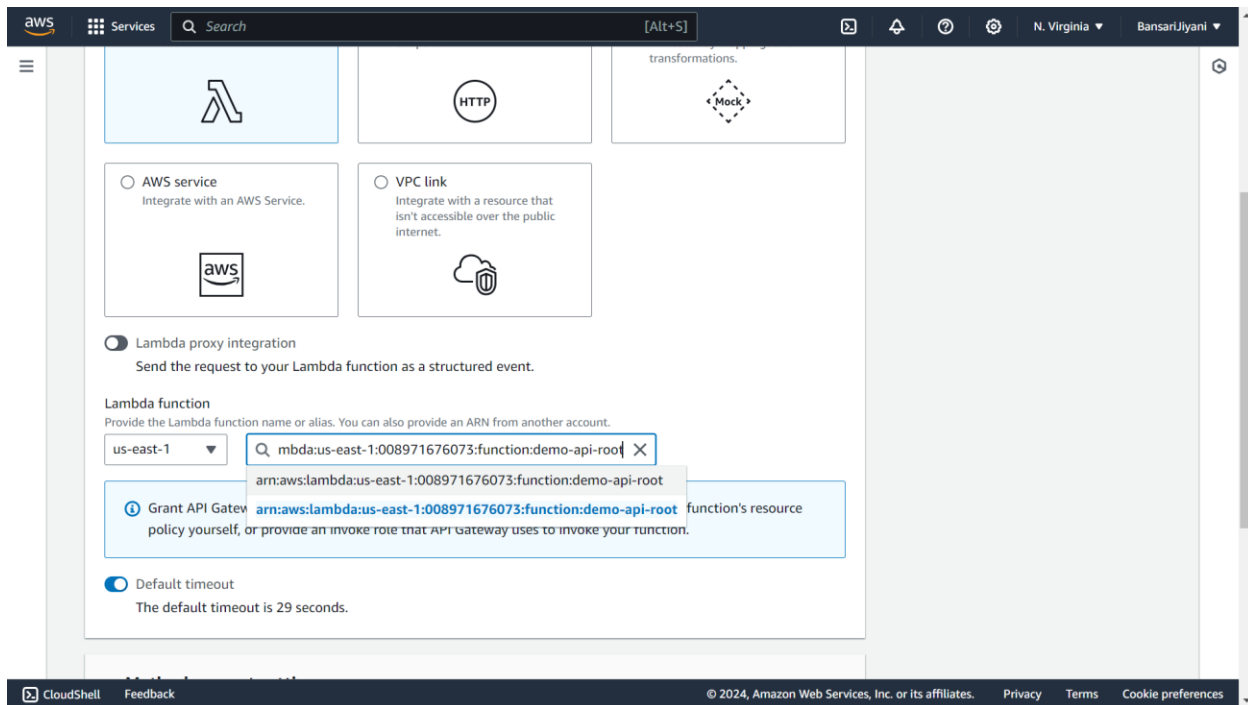 aws
Services
Search
[Alt+S]
N. Virginia
BansariJiyani
transformations.
HTTP
Mock
AWS service
Integrate with an AWS Service.
aws
VPC link
Integrate with a resource that
isn't accessible over the public
internet.
Lambda proxy integration
Send the request to your Lambda function as a structured event.
Lambda function
Provide the Lambda function name or alias. You can also provide an ARN from another account.
us-east-1
mbda:us-east-1:008971676073:function:demo-api-root
arn:aws:lambda:us-east-1:008971676073:function:demo-api-root
arn:aws:lambda:us-east-1:008971676073:function:demo-api-root
Grant API Gatew function's resource
policy yourself, or provide an invoke role that API Gateway uses to invoke your function.
Default timeout
The default timeout is 29 seconds.
CloudShell
Feedback
© 2024, Amazon Web Services, Inc. or its affiliates.
Privacy
Terms
Cookie preferences